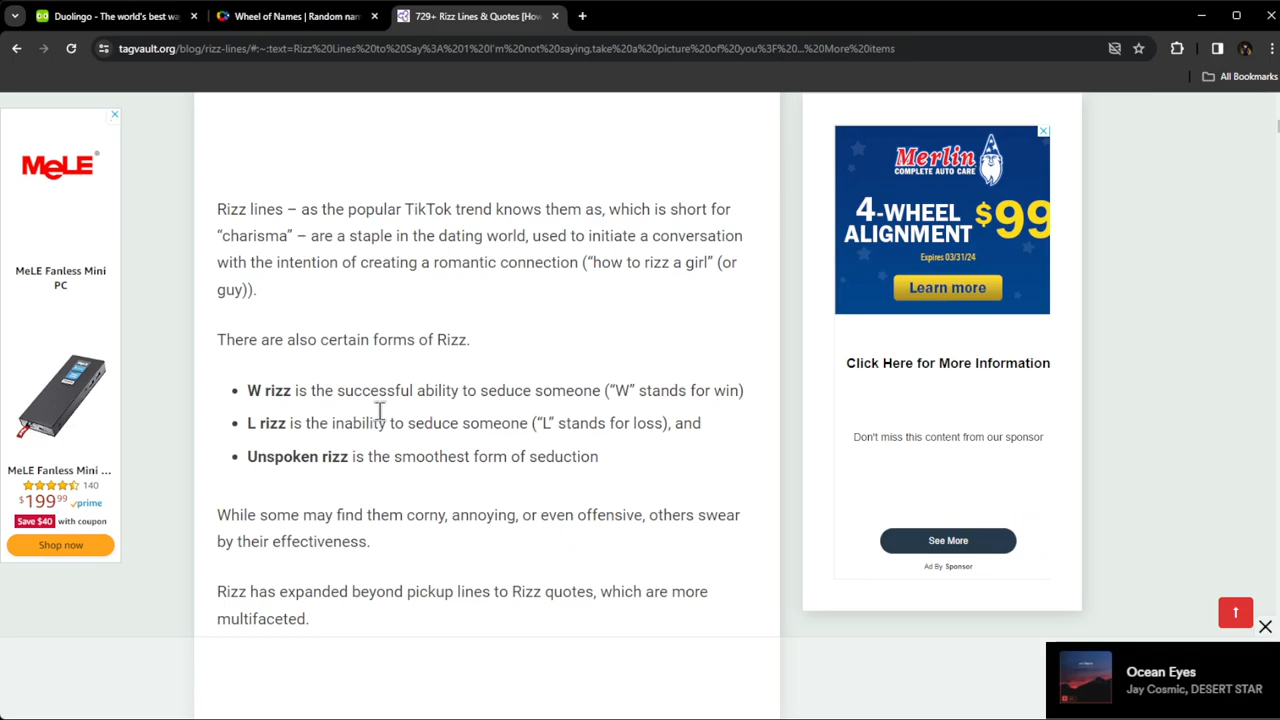 Duolingo - The world's best wa
Wheel of Names | Random nam
729+ Rizz Lines & Quotes [How
tagvault.org/blog/rizz-lines/#:~:text=Rizz%20Lines%20to%20Say%3A%201%20I'm%20not%20saying,take%20a%20picture%20of%20you%3F%20...%20More%20items
All Bookmarks
MeLE
MeLE Fanless Mini
PC
MeLE Fanless Mini ...
140
$199.99 prime
Save $40 with coupon
Shop now
Rizz lines – as the popular TikTok trend knows them as, which is short for
“charisma” – are a staple in the dating world, used to initiate a conversation
with the intention of creating a romantic connection (“how to rizz a girl” (or
guy)).
There are also certain forms of Rizz.
• W rizz is the successful ability to seduce someone (“W” stands for win)
• L rizz is the inability to seduce someone (“L” stands for loss), and
• Unspoken rizz is the smoothest form of seduction
While some may find them corny, annoying, or even offensive, others swear
by their effectiveness.
Rizz has expanded beyond pickup lines to Rizz quotes, which are more
multifaceted.
Merlin
COMPLETE AUTO CARE
4-WHEEL
ALIGNMENT
$99
Expires 03/31/24
Learn more
Click Here for More Information
Don't miss this content from our sponsor
See More
Ad By Sponsor
Ocean Eyes
Jay Cosmic, DESERT STAR